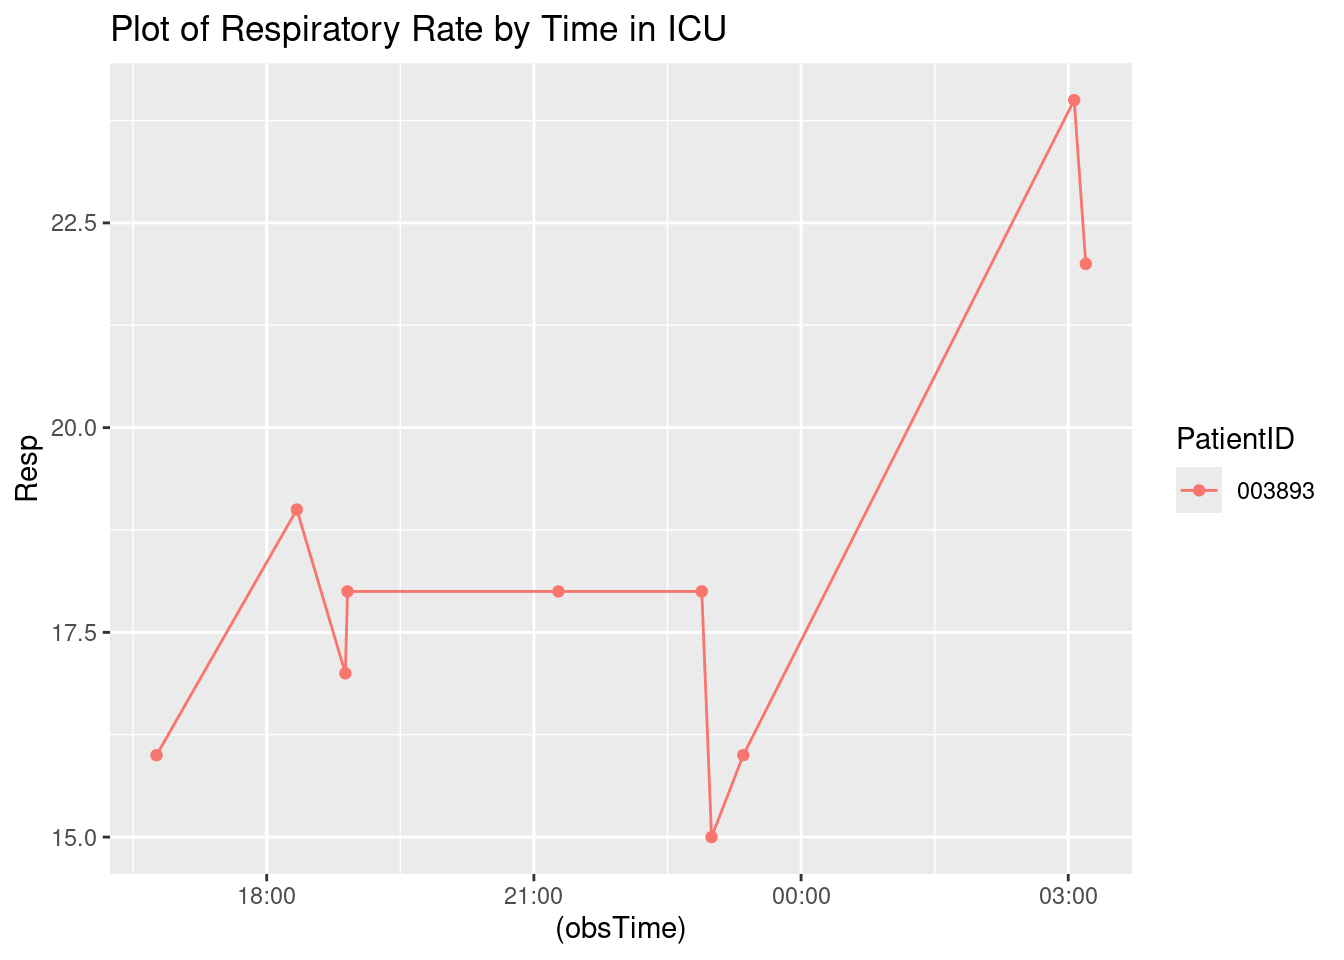 Plot of Respiratory Rate by Time in ICU
22.5
20.0
17.5
15.0
Resp
18:00 21:00 00:00 03:00
(obsTime)
PatientID
003893